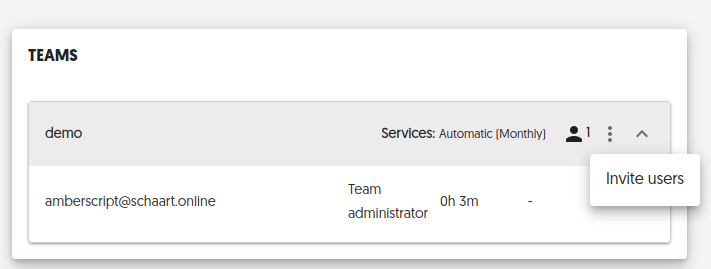 TEAMS
demo Services: Automatic (Monthly) 1
Invite users
amberscript@schaart.online Team administrator 0h 3m -